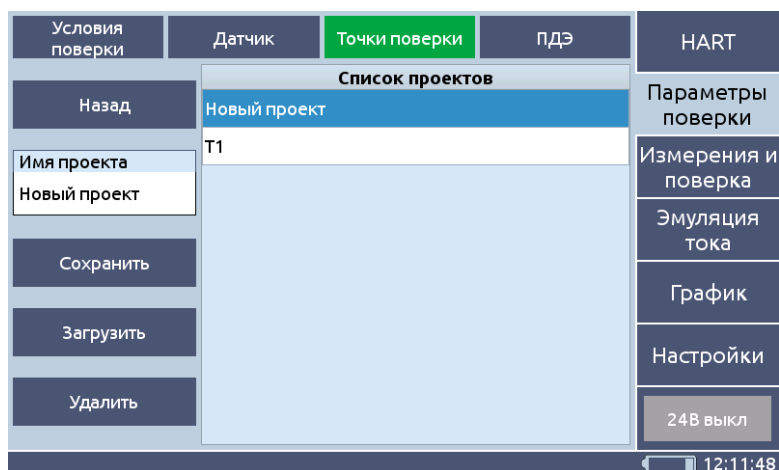 Условия
поверки
Датчик
Точки поверки
ПДЭ
HART
Назад
Имя проекта
Новый проект
Сохранить
Загрузить
Удалить
Список проектов
Новый проект
Т1
Параметры
поверки
Измерения и
поверка
Эмуляция
тока
График
Настройки
24В выкл
12:11:48